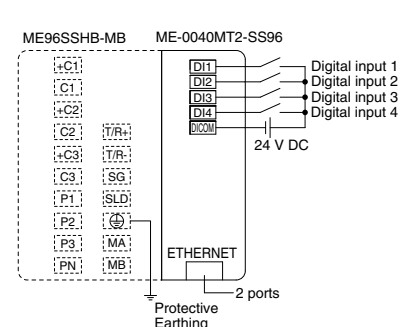 ME96SSHB-MB ME-0040MT2-SS96
+C1 DI1 Digital input 1
C1 DI2 Digital input 2
+C2 DI3 Digital input 3
DI4 Digital input 4
C2 T/R+ DICOM
24 V DC
+C3 T/R-
C3 SG
P1 SLD
P2
P3 MA ETHERNET
PN MB
2 ports
Protective
Earthing